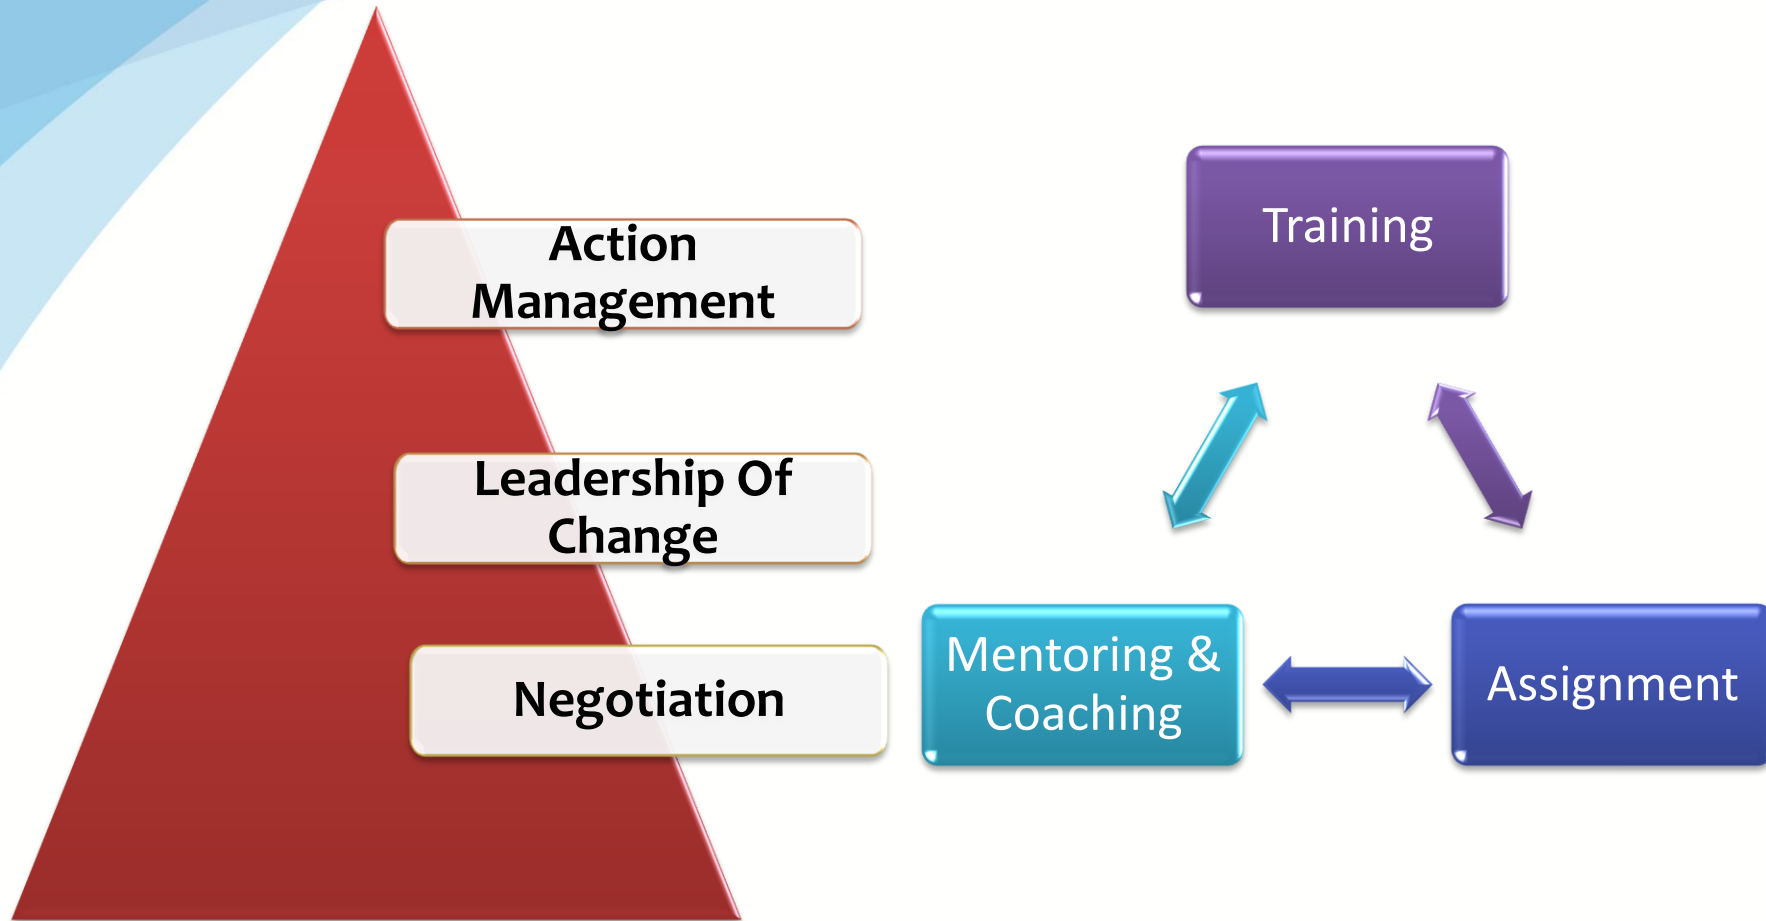 Action
Management
Leadership Of
Change
Negotiation
Training
Mentoring &
Coaching
Assignment